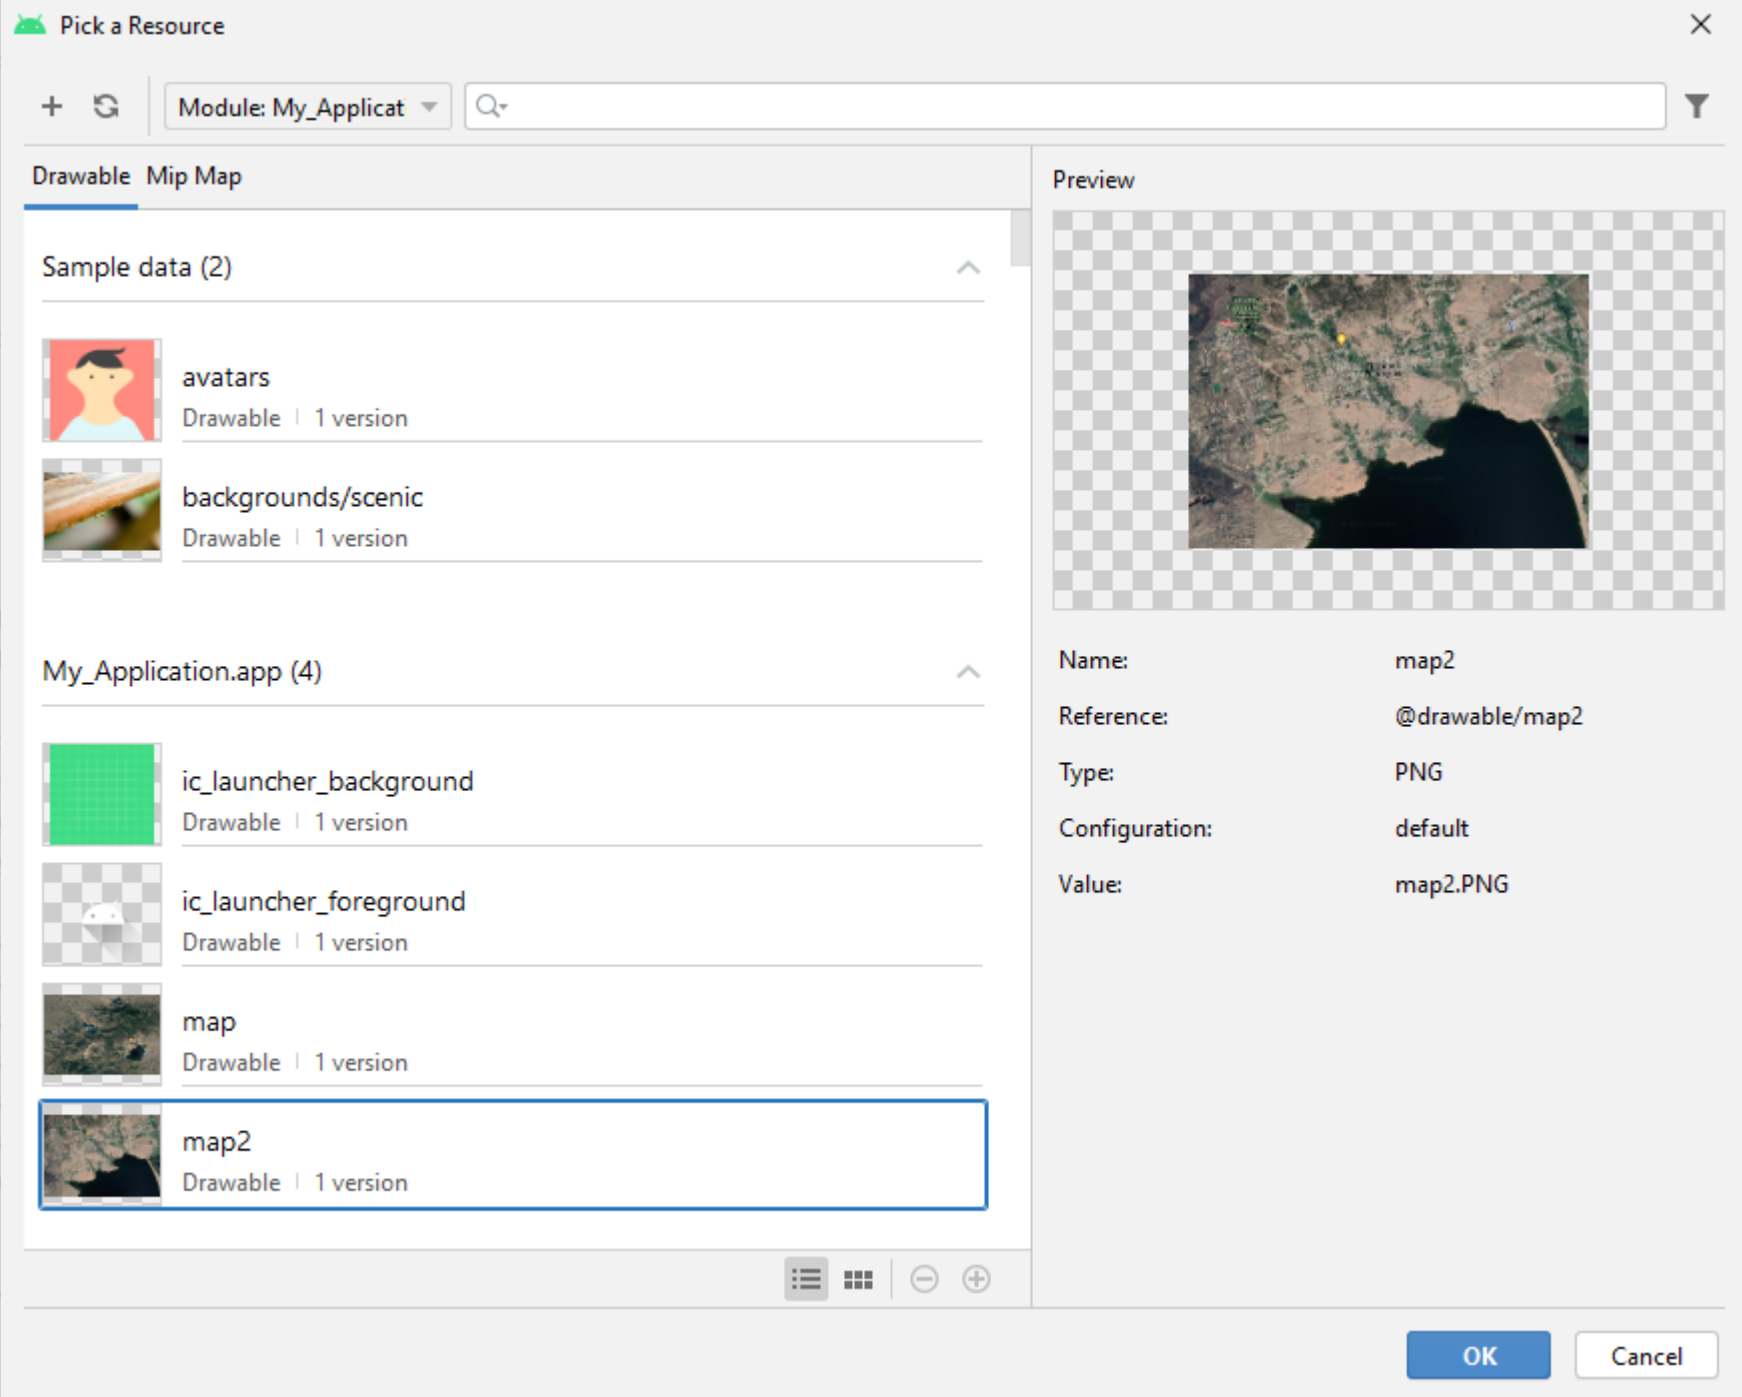 Pick a Resource
Module: My_Applicat
Drawable Mip Map
Sample data (2)
avatars
Drawable 1 version
backgrounds/scenic
Drawable 1 version
My_Application.app (4)
ic_launcher_background
Drawable 1 version
ic_launcher_foreground
Drawable 1 version
map
Drawable 1 version
map2
Drawable 1 version
Preview
Name: map2
Reference: @drawable/map2
Type: PNG
Configuration: default
Value: map2.PNG
OK Cancel